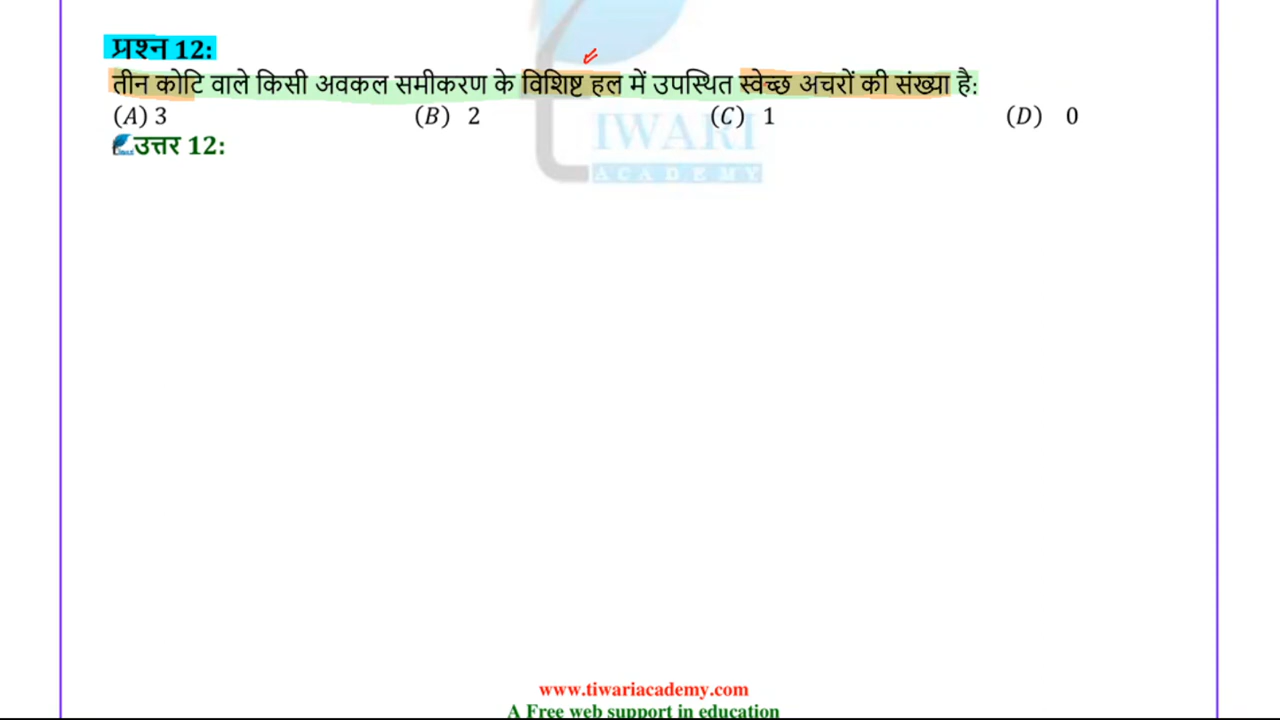 प्रश्न 12:
तीन कोटि वाले किसी अवकल समीकरण के विशिष्ट हल में उपस्थित स्वेच्छ अचरों की संख्या है:
(A) 3 (B) 2 (C) 1 (D) 0
IWARI
ACADEMY
उत्तर 12:
www.tiwariacademy.com
A Free web support in education